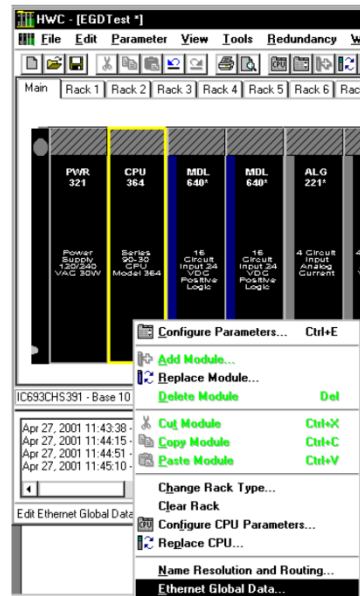 HWC - [EGDTest *]
File Edit Parameter View Tools Redundancy
Main Rack 1 Rack 2 Rack 3 Rack 4 Rack 5 Rack 6 Rac
PWR 321
Power Supply 120/240 VAC 30W
CPU 364
Series 90-30 CPU Model 364
MDL 640*
16 Circuit Input 24 VDC Positive Logic
MDL 640*
16 Circuit Input 24 VDC Positive Logic
ALG 221*
4 Circuit Input Analog Current
IC693CHS391 - Base 10
Apr 27, 2001 11:43:38 -
Apr 27, 2001 11:44:15 -
Apr 27, 2001 11:44:51 -
Apr 27, 2001 11:45:10 -
Edit Ethernet Global Data
Configure Parameters... Ctrl+E
Add Module...
Replace Module...
Delete Module Del
Cut Module Ctrl+X
Copy Module Ctrl+C
Paste Module Ctrl+V
Change Rack Type...
Clear Rack
Configure CPU Parameters...
Replace CPU...
Name Resolution and Routing...
Ethernet Global Data...